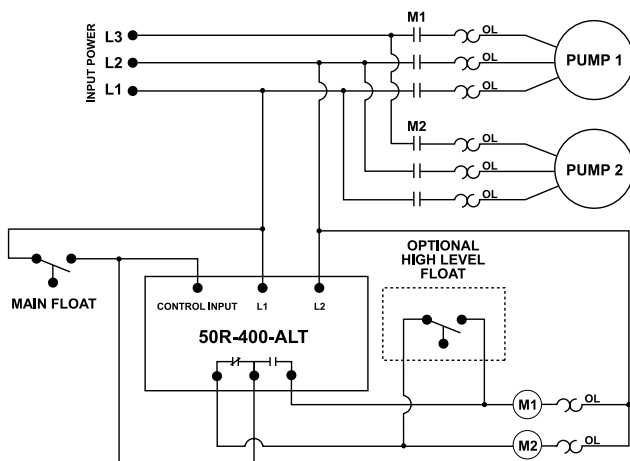 M1
L3
OL
INPUT POWER
L2
OL
PUMP 1
L1
OL
M2
OL
OL
PUMP 2
OL
OPTIONAL
HIGH LEVEL
FLOAT
MAIN FLOAT
CONTROL INPUT
L1
L2
50R-400-ALT
M1
OL
M2
OL